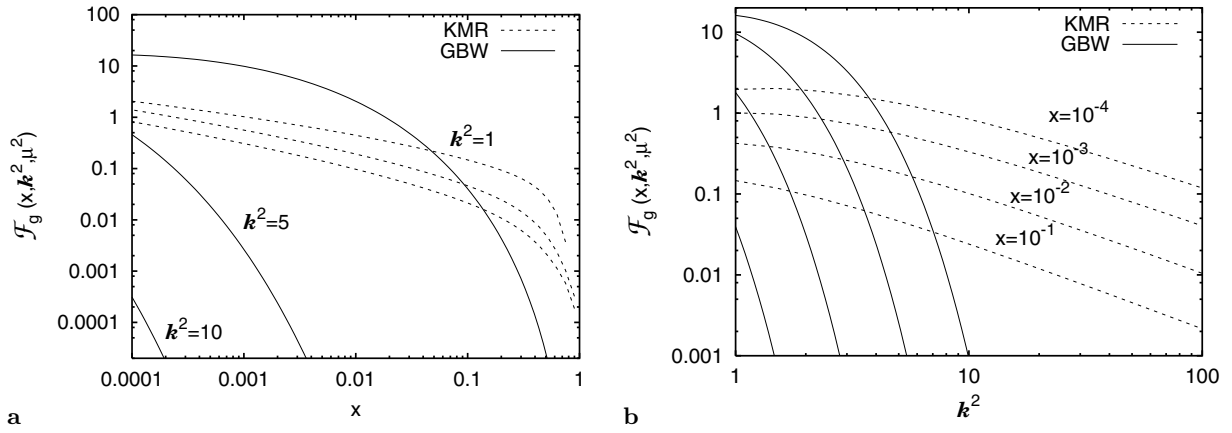 100
10
1
0.1
0.01
0.001
0.0001
ℱg (x,k²,μ²)
KMR
GBW
k²=1
k²=5
k²=10
0.0001 0.001 0.01 0.1 1
x
a
10
1
0.1
0.01
0.001
ℱg (x,k²,μ²)
KMR
GBW
x=10⁻⁴
x=10⁻³
x=10⁻²
x=10⁻¹
1 10 100
k²
b